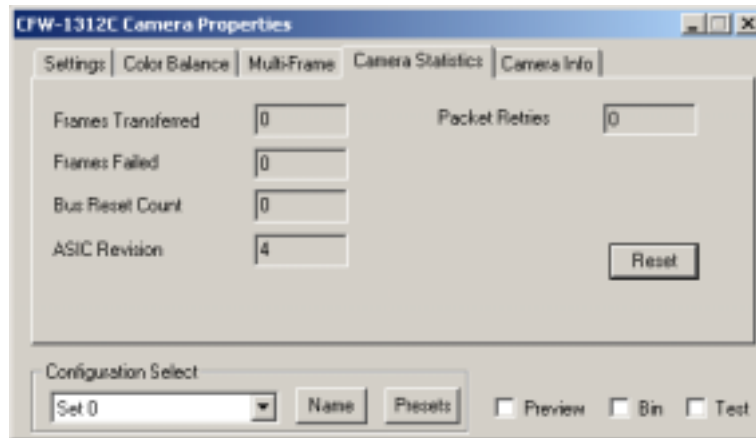 CFW-1312C Camera Properties
Settings Color Balance Multi-Frame Camera Statistics Camera Info
Frames Transferred 0 Packet Retries 0
Frames Failed 0
Bus Reset Count 0
ASIC Revision 4
Reset
Configuration Select
Set 0 Name Presets Preview Bin Test